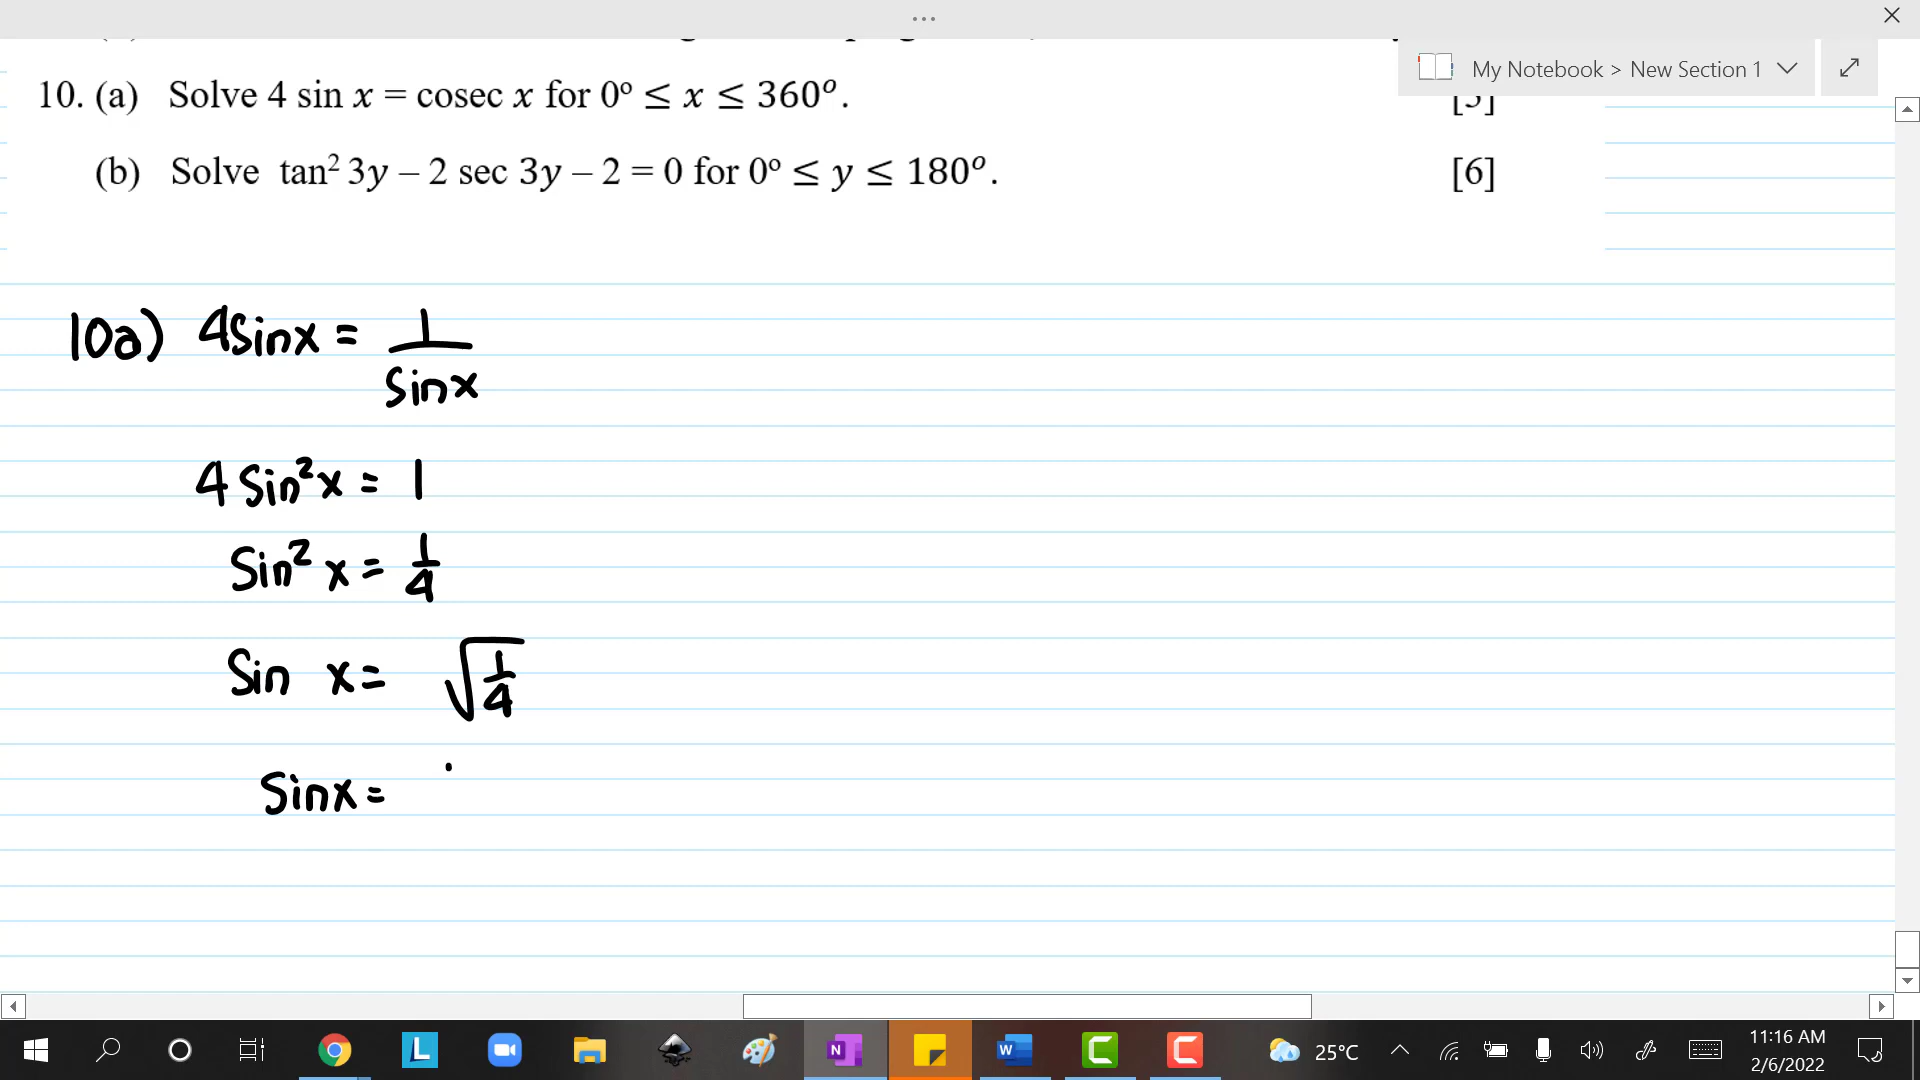 My Notebook > New Section 1
10. (a) Solve 4 sin x = cosec x for 0° ≤ x ≤ 360°.
(b) Solve tan² 3y – 2 sec 3y – 2 = 0 for 0° ≤ y ≤ 180°. [6]
10a) 4sinx = 1/sinx
4 sin²x = 1
sin² x = 1/4
sin x = √1/4
sinx =
25°C
11:16 AM
2/6/2022